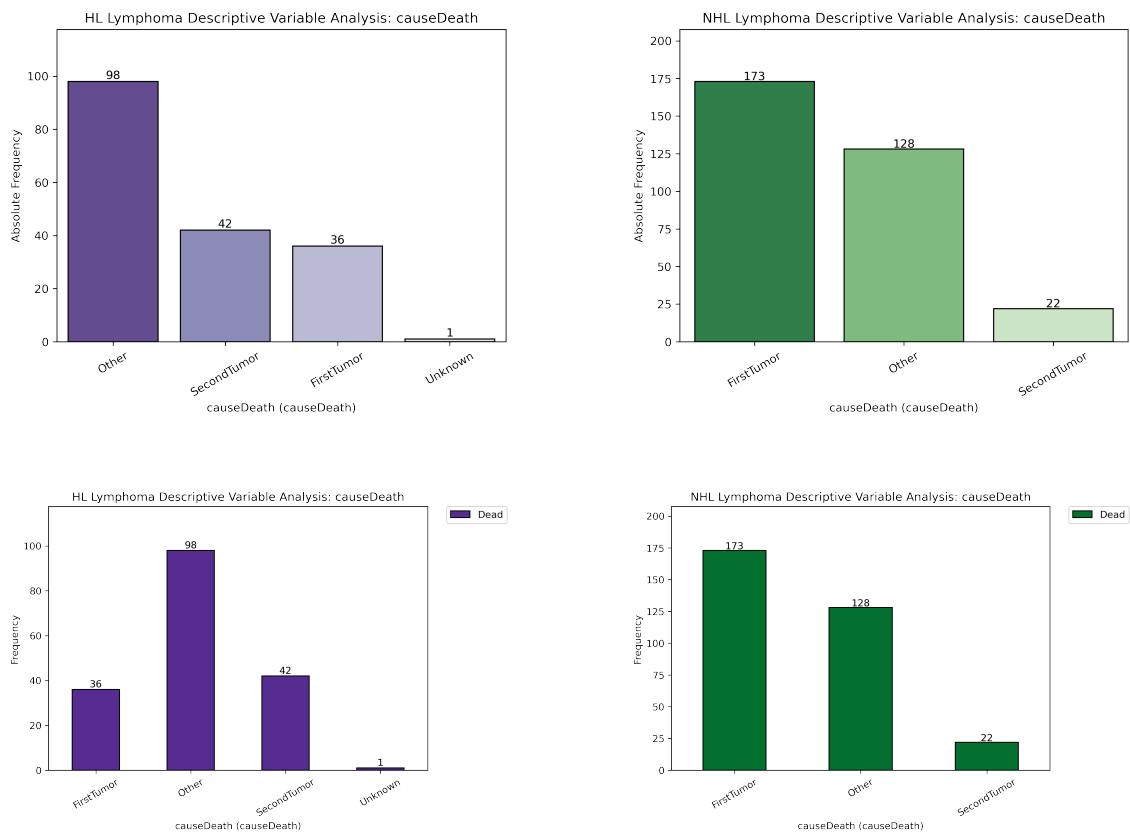 HL Lymphoma Descriptive Variable Analysis: causeDeath
Absolute Frequency
100
80
60
40
20
0
98
42
36
1
Other
SecondTumor
FirstTumor
Unknown
causeDeath (causeDeath)
NHL Lymphoma Descriptive Variable Analysis: causeDeath
Absolute Frequency
200
175
150
125
100
75
50
25
0
173
128
22
FirstTumor
Other
SecondTumor
causeDeath (causeDeath)
HL Lymphoma Descriptive Variable Analysis: causeDeath
Dead
Frequency
100
80
60
40
20
0
36
98
42
1
FirstTumor
Other
SecondTumor
Unknown
causeDeath (causeDeath)
NHL Lymphoma Descriptive Variable Analysis: causeDeath
Dead
Frequency
200
175
150
125
100
75
50
25
0
173
128
22
FirstTumor
Other
SecondTumor
causeDeath (causeDeath)